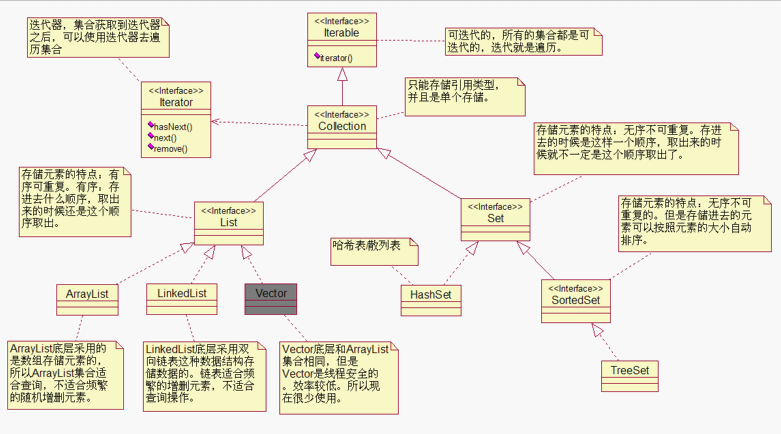 迭代器，集合获取到迭代器
之后，可以使用迭代器去遍
历集合
<<Interface>>
Iterable
iterator()
可迭代的，所有的集合都是可
迭代的，迭代就是遍历。
<<Interface>>
Iterator
hasNext()
next()
remove()
只能存储引用类型，
并且是单个存储。
<<Interface>>
Collection
存储元素的特点：无序不可重复。存进
去的时候是这样一个顺序，取出来的时
候就不一定是这个顺序取出了。
存储元素的特点：有
序可重复。有序：存
进去什么顺序，取出
来的时候还是这个顺
序取出。
<<Interface>>
List
<<Interface>>
Set
存储元素的特点：无序不可
重复的。但是存储进去的元
素可以按照元素的大小自动
排序。
哈希表/散列表
ArrayList
LinkedList
Vector
HashSet
<<Interface>>
SortedSet
ArrayList底层采用的
是数组存储元素的，
所以ArrayList集合适
合查询，不适合频繁
的随机增删元素。
LinkedList底层采用双
向链表这种数据结构存
储数据的。链表适合频
繁的增删元素，不适合
查询操作。
Vector底层和ArrayList
集合相同，但是
Vector是线程安全的
。效率较低。所以现
在很少使用。
TreeSet